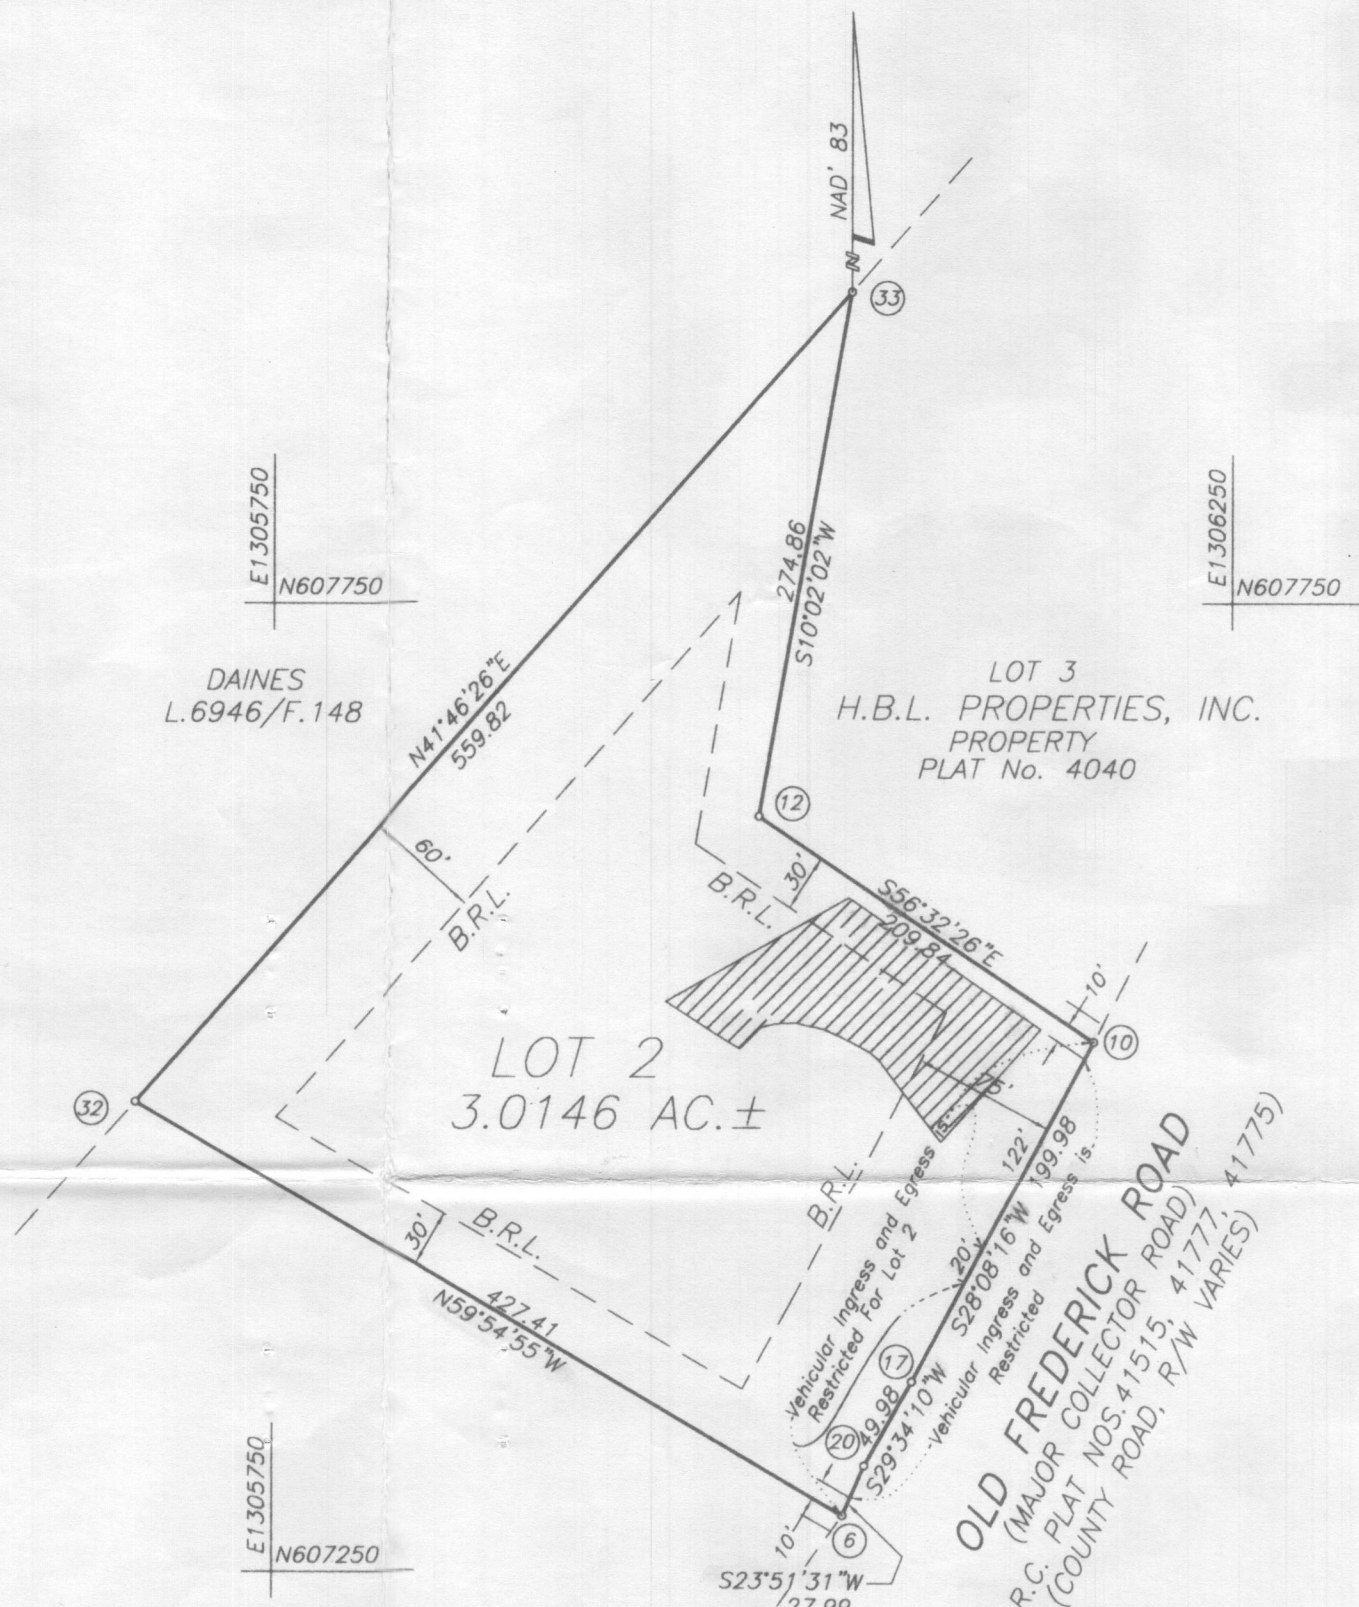 NAD' 83
N
33
E1305750
N607750
E1306250
N607750
DAINES
L.6946/F.148
N41°46'26"E
559.82
274.86
S10°02'02"W
LOT 3
H.B.L. PROPERTIES, INC.
PROPERTY
PLAT No. 4040
12
60'
B.R.L.
30'
B.R.L.
S56°32'26"E
209.84
10'
10
LOT 2
3.0146 AC.±
32
75'
15'
122'
199.98
S28°08'16"W
20'
B.R.L.
30'
B.R.L.
427.41
N59°54'55"W
Vehicular Ingress and Egress is
Restricted For Lot 2
Vehicular Ingress and Egress is
Restricted
17
49.98
S29°34'10"W
20
6
10'
S23°51'31"W
27.99
OLD FREDERICK ROAD
(MAJOR COLLECTOR ROAD)
R.C. PLAT NOS.41515, 41777, 41775)
(COUNTY ROAD, R/W VARIES)
E1305750
N607250